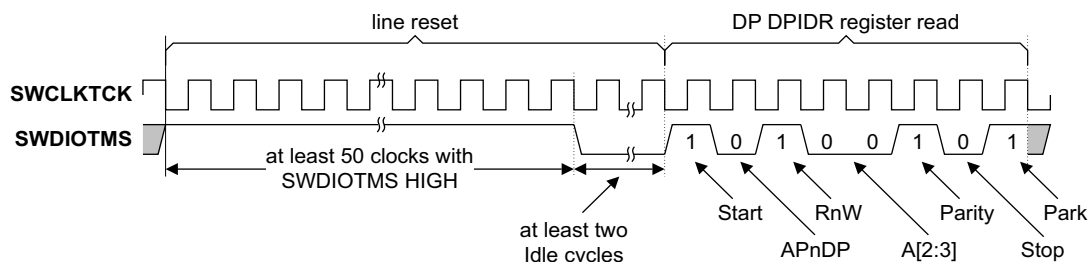 line reset
DP DPIDR register read
SWCLKTCK
SWDIOTMS
1 0 1 0 0 1 0 1
at least 50 clocks with
SWDIOTMS HIGH
at least two
Idle cycles
Start
RnW
Parity
Park
APnDP
A[2:3]
Stop